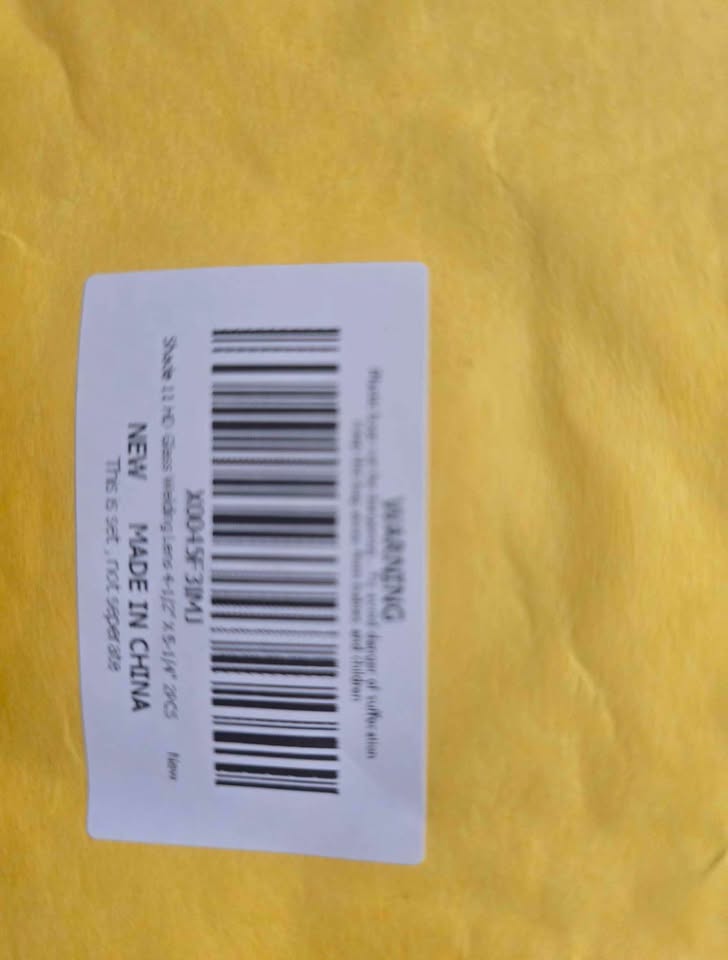 WARNING
Plastic bags can be dangerous. To avoid danger of suffocation
keep this bag away from babies and children
Shade 11 HD Glass Welding Lens 4-1/2" X 5-1/4" 2PCS New
NEW MADE IN CHINA
This is set , not seperate